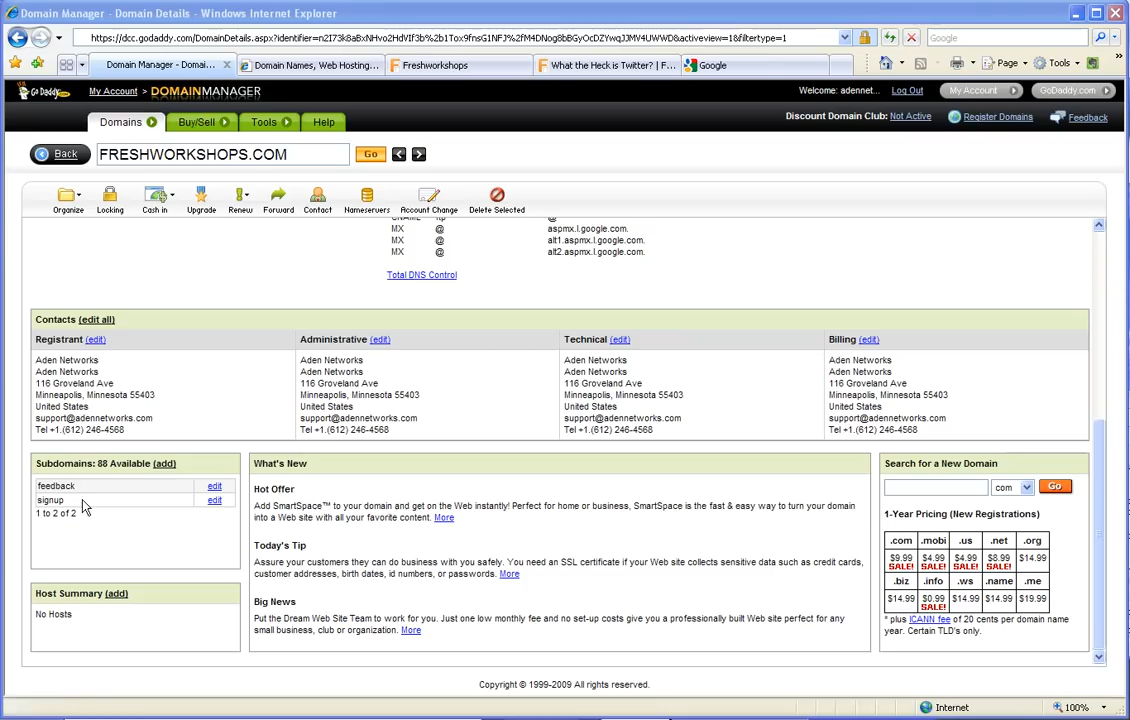 Domain Manager - Domain Details - Windows Internet Explorer
https://dcc.godaddy.com/DomainDetails.aspx?identifier=n2I73k8aBxNHvo2HdVIf3b%2b1Tox9fnsG1NFJ%2fM4DNog8bBGyOcDZYwqJJMV4UWWD&activeview=1&filtertype=1
Google
Domain Manager - Domai...
Domain Names, Web Hosting...
Freshworkshops
What the Heck is Twitter? | F...
Google
Page
Tools
Go Daddy.com
My Account > DOMAINMANAGER
Welcome: adennet...
Log Out
My Account
GoDaddy.com
Domains
Buy/Sell
Tools
Help
Discount Domain Club: Not Active
Register Domains
Feedback
Back
FRESHWORKSHOPS.COM
Go
Organize
Locking
Cash in
Upgrade
Renew
Forward
Contact
Nameservers
Account Change
Delete Selected
MX @ aspmx.l.google.com.
MX @ alt1.aspmx.l.google.com.
MX @ alt2.aspmx.l.google.com.
Total DNS Control
Contacts (edit all)
Registrant (edit)
Aden Networks
Aden Networks
116 Groveland Ave
Minneapolis, Minnesota 55403
United States
support@adennetworks.com
Tel +1.(612) 246-4568
Administrative (edit)
Aden Networks
Aden Networks
116 Groveland Ave
Minneapolis, Minnesota 55403
United States
support@adennetworks.com
Tel +1.(612) 246-4568
Technical (edit)
Aden Networks
Aden Networks
116 Groveland Ave
Minneapolis, Minnesota 55403
United States
support@adennetworks.com
Tel +1.(612) 246-4568
Billing (edit)
Aden Networks
Aden Networks
116 Groveland Ave
Minneapolis, Minnesota 55403
United States
support@adennetworks.com
Tel +1.(612) 246-4568
Subdomains: 88 Available (add)
feedback edit
signup edit
1 to 2 of 2
Host Summary (add)
No Hosts
What's New
Hot Offer
Add SmartSpace™ to your domain and get on the Web instantly! Perfect for home or business, SmartSpace is the fast & easy way to turn your domain
into a Web site with all your favorite content. More
Today's Tip
Assure your customers they can do business with you safely. You need an SSL certificate if your Web site collects sensitive data such as credit cards,
customer addresses, birth dates, id numbers, or passwords. More
Big News
Put the Dream Web Site Team to work for you. Just one low monthly fee and no set-up costs give you a professionally built Web site perfect for any
small business, club or organization. More
Search for a New Domain
com
Go
1-Year Pricing (New Registrations)
.com .mobi .us .net .org
$9.99 $4.99 $4.99 $8.99 $14.99
SALE! SALE! SALE! SALE!
.biz .info .ws .name .me
$14.99 $0.99 $14.99 $14.99 $19.99
SALE!
* plus ICANN fee of 20 cents per domain name
year. Certain TLD's only.
Copyright © 1999-2009 All rights reserved.
Internet
100%